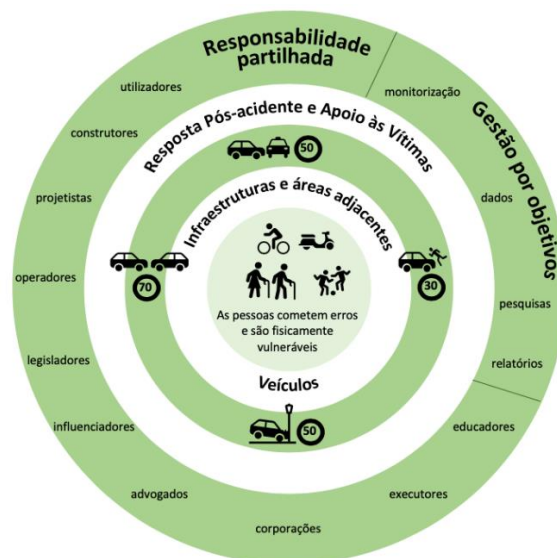 Responsabilidade
partilhada
utilizadores
construtores
projetistas
operadores
legisladores
influenciadores
advogados
corporações
executores
educadores
Gestão por objetivos
monitorização
dados
pesquisas
relatórios
Resposta Pós-acidente e Apoio às Vítimas
50
70
30
50
Infraestruturas e áreas adjacentes
As pessoas cometem erros
e são fisicamente
vulneráveis
Veículos